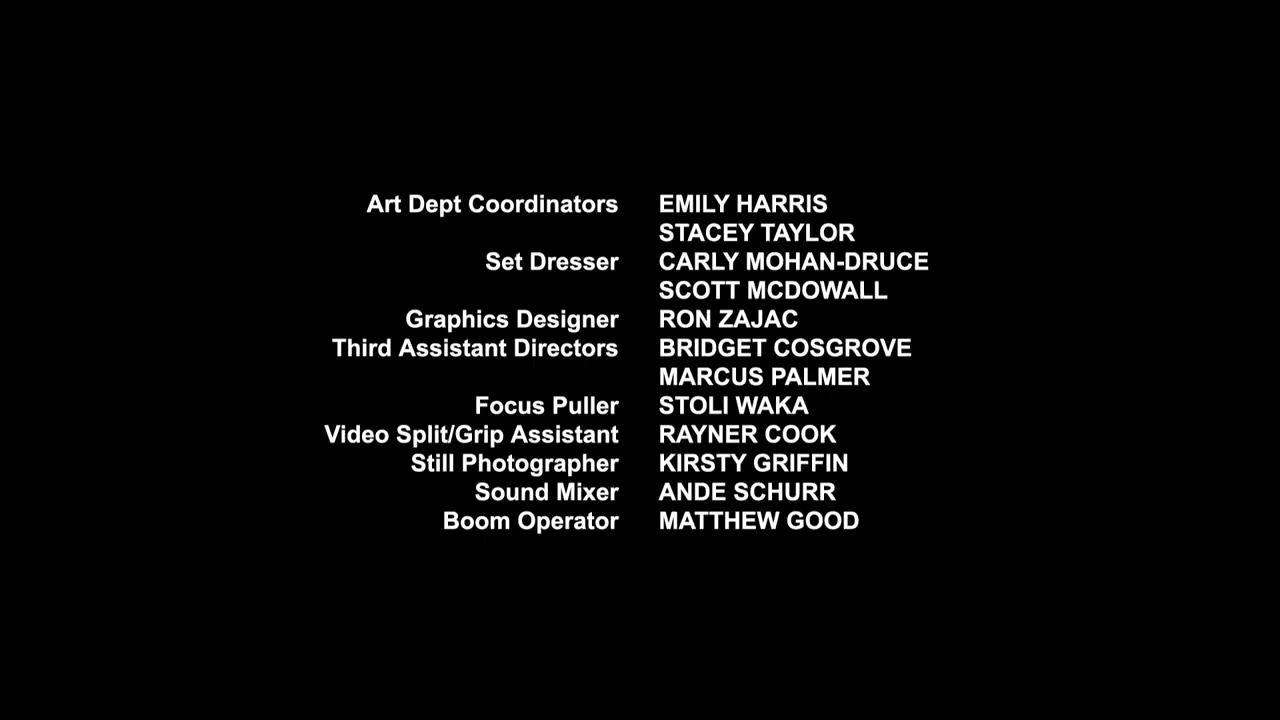 Art Dept Coordinators EMILY HARRIS
STACEY TAYLOR
Set Dresser CARLY MOHAN-DRUCE
SCOTT MCDOWALL
Graphics Designer RON ZAJAC
Third Assistant Directors BRIDGET COSGROVE
MARCUS PALMER
Focus Puller STOLI WAKA
Video Split/Grip Assistant RAYNER COOK
Still Photographer KIRSTY GRIFFIN
Sound Mixer ANDE SCHURR
Boom Operator MATTHEW GOOD